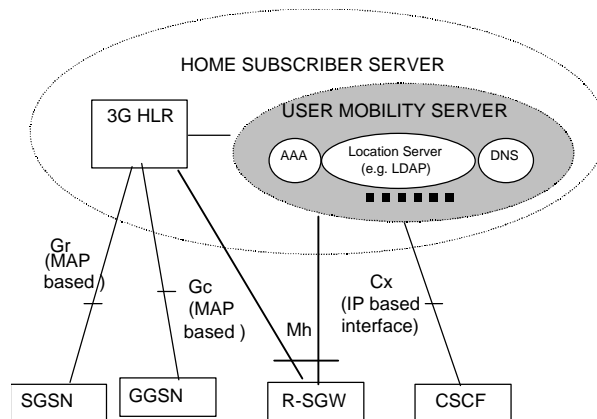 HOME SUBSCRIBER SERVER
3G HLR
USER MOBILITY SERVER
AAA
Location Server
(e.g. LDAP)
DNS
Gr
(MAP
based )
Gc
(MAP
based )
Mh
Cx
(IP based
interface)
SGSN
GGSN
R-SGW
CSCF